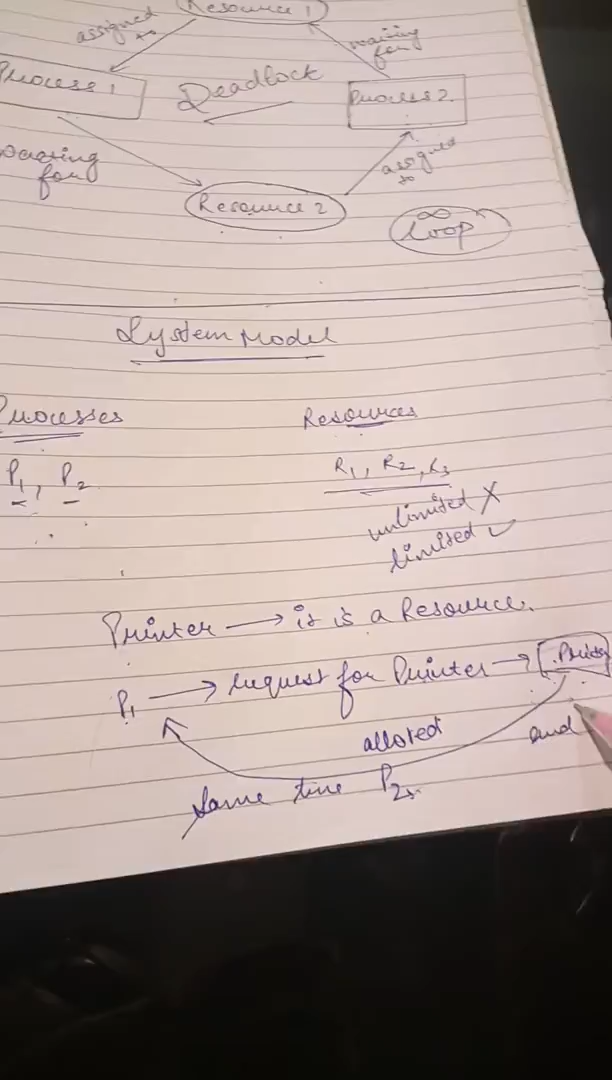 Resource 1
assigned to
waiting for
Process 1
Deadlock
Process 2
waiting for
assigned to
Resource 2
∞ loop
System Model
Processes
Resources
P1, P2
R1, R2, R3
unlimited X
limited ✓
Printer → it is a Resource.
P1 → request for Printer → Printer
alloted
and
Same time P2